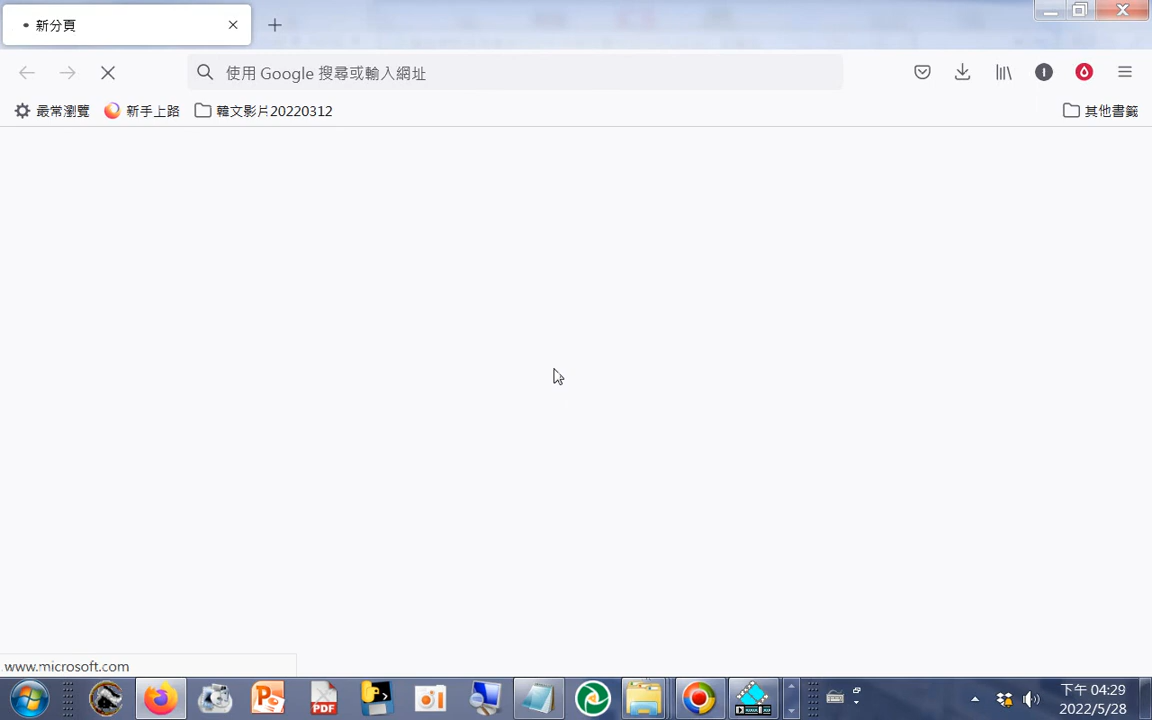 新分頁
使用 Google 搜尋或輸入網址
最常瀏覽 新手上路 韓文影片20220312 其他書籤
www.microsoft.com
PDF
下午 04:29
2022/5/28